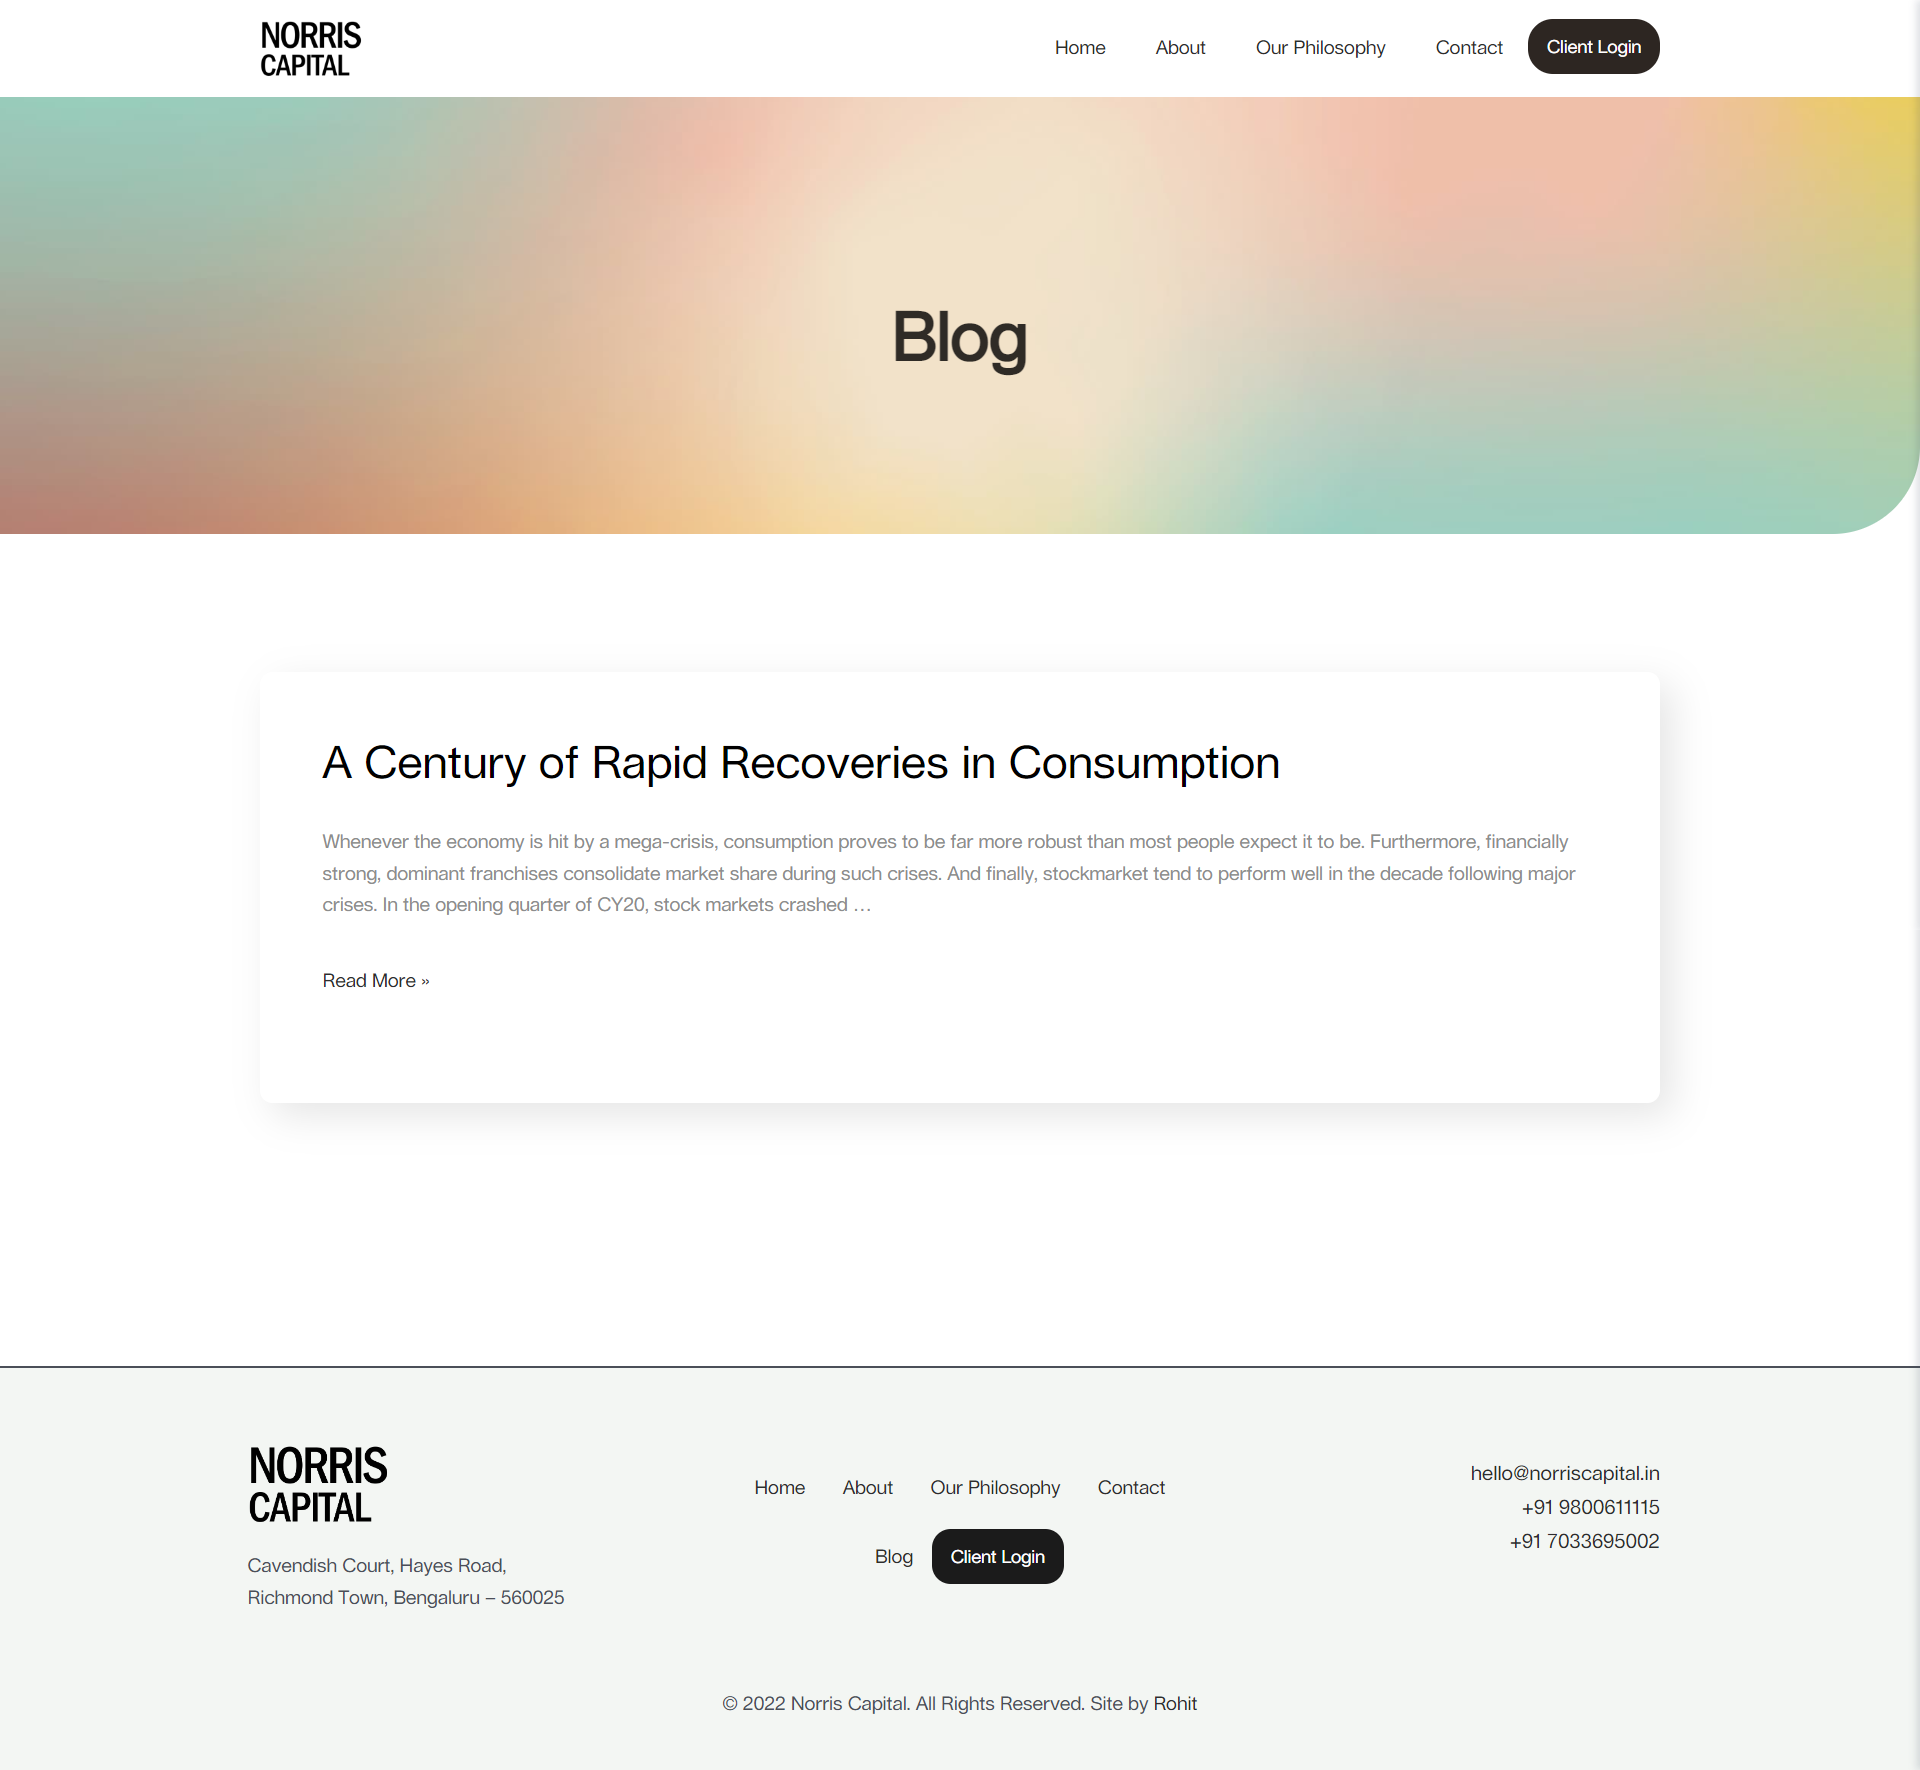 NORRIS
CAPITAL
Home About Our Philosophy Contact Client Login
Blog
A Century of Rapid Recoveries in Consumption
Whenever the economy is hit by a mega-crisis, consumption proves to be far more robust than most people expect it to be. Furthermore, financially
strong, dominant franchises consolidate market share during such crises. And finally, stockmarket tend to perform well in the decade following major
crises. In the opening quarter of CY20, stock markets crashed …
Read More »
NORRIS
CAPITAL
Cavendish Court, Hayes Road,
Richmond Town, Bengaluru – 560025
Home About Our Philosophy Contact
Blog Client Login
hello@norriscapital.in
+91 9800611115
+91 7033695002
© 2022 Norris Capital. All Rights Reserved. Site by Rohit